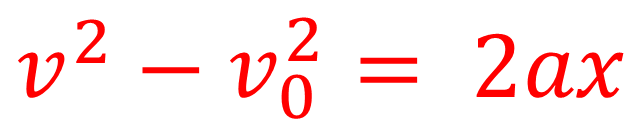 v² − v₀² = 2ax